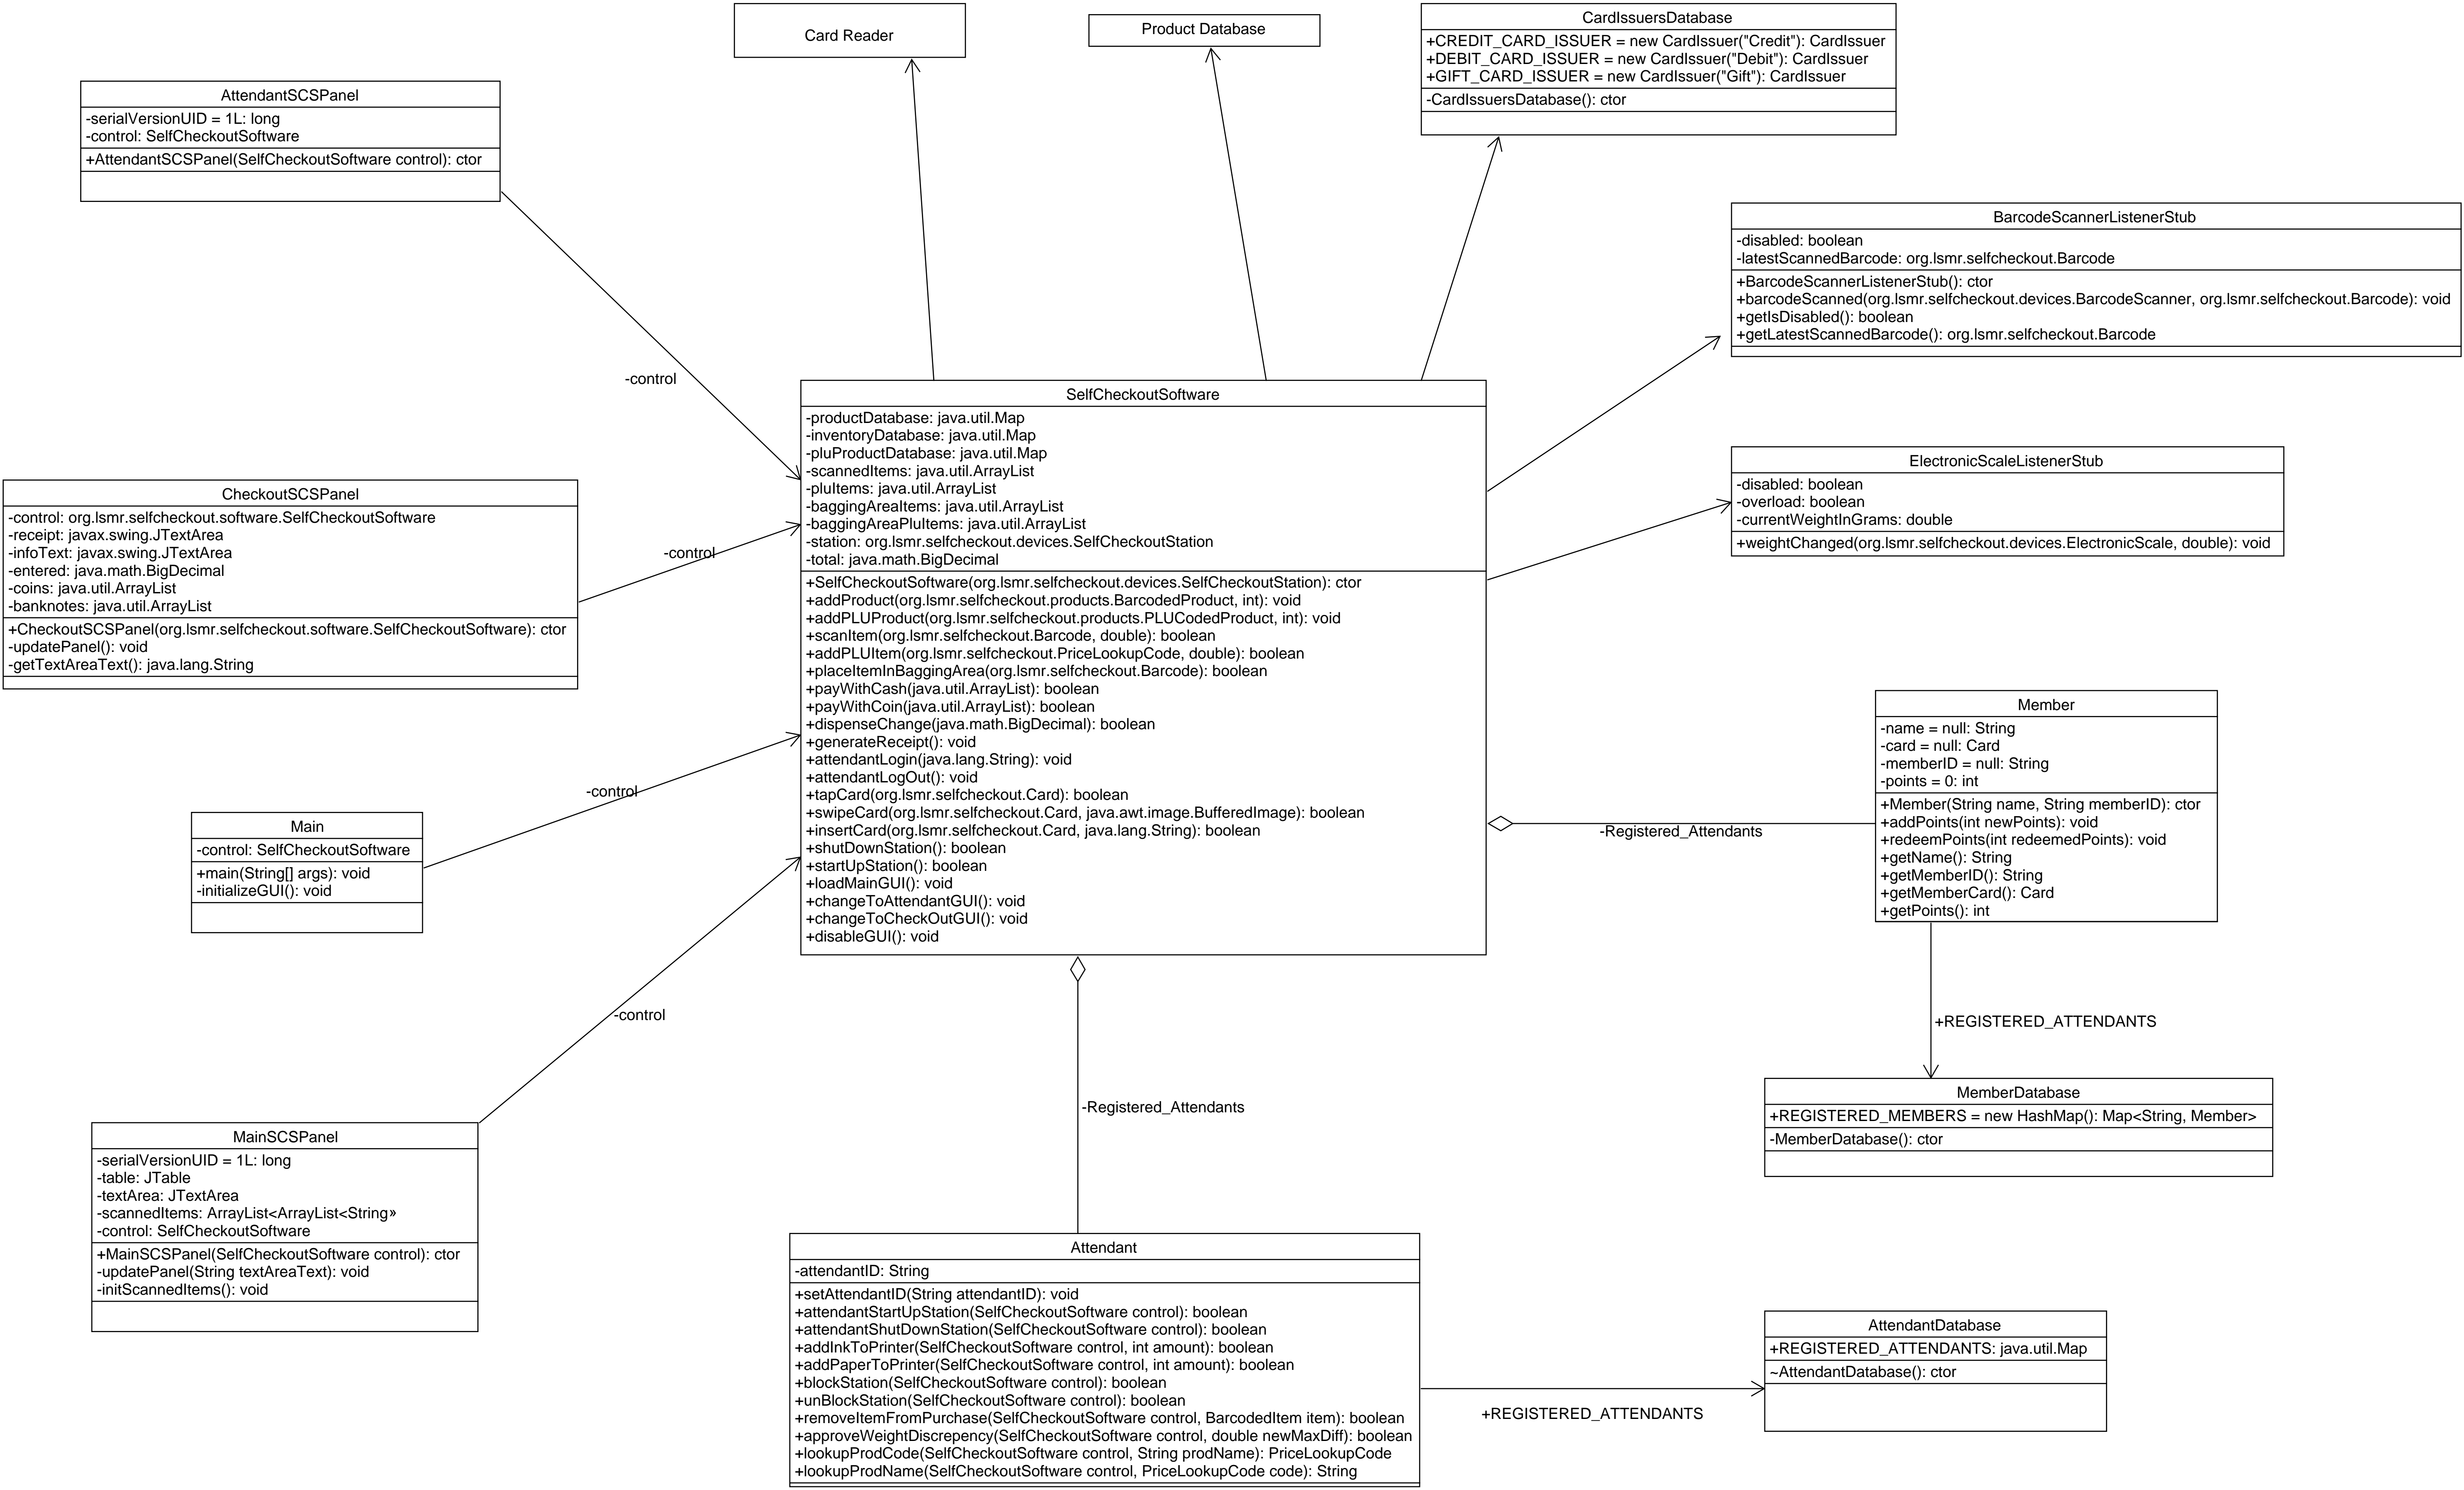 Card Reader
Product Database
CardIssuersDatabase
+CREDIT_CARD_ISSUER = new CardIssuer("Credit"): CardIssuer
+DEBIT_CARD_ISSUER = new CardIssuer("Debit"): CardIssuer
+GIFT_CARD_ISSUER = new CardIssuer("Gift"): CardIssuer
-CardIssuersDatabase(): ctor
AttendantSCSPanel
-serialVersionUID = 1L: long
-control: SelfCheckoutSoftware
+AttendantSCSPanel(SelfCheckoutSoftware control): ctor
BarcodeScannerListenerStub
-disabled: boolean
-latestScannedBarcode: org.lsmr.selfcheckout.Barcode
+BarcodeScannerListenerStub(): ctor
+barcodeScanned(org.lsmr.selfcheckout.devices.BarcodeScanner, org.lsmr.selfcheckout.Barcode): void
+getIsDisabled(): boolean
+getLatestScannedBarcode(): org.lsmr.selfcheckout.Barcode
-control
SelfCheckoutSoftware
-productDatabase: java.util.Map
-inventoryDatabase: java.util.Map
-pluProductDatabase: java.util.Map
-scannedItems: java.util.ArrayList
-pluItems: java.util.ArrayList
-baggingAreaItems: java.util.ArrayList
-baggingAreaPluItems: java.util.ArrayList
-station: org.lsmr.selfcheckout.devices.SelfCheckoutStation
-total: java.math.BigDecimal
+SelfCheckoutSoftware(org.lsmr.selfcheckout.devices.SelfCheckoutStation): ctor
+addProduct(org.lsmr.selfcheckout.products.BarcodedProduct, int): void
+addPLUProduct(org.lsmr.selfcheckout.products.PLUCodedProduct, int): void
+scanItem(org.lsmr.selfcheckout.Barcode, double): boolean
+addPLUItem(org.lsmr.selfcheckout.PriceLookupCode, double): boolean
+placeItemInBaggingArea(org.lsmr.selfcheckout.Barcode): boolean
+payWithCash(java.util.ArrayList): boolean
+payWithCoin(java.util.ArrayList): boolean
+dispenseChange(java.math.BigDecimal): boolean
+generateReceipt(): void
+attendantLogin(java.lang.String): void
+attendantLogOut(): void
+tapCard(org.lsmr.selfcheckout.Card): boolean
+swipeCard(org.lsmr.selfcheckout.Card, java.awt.image.BufferedImage): boolean
+insertCard(org.lsmr.selfcheckout.Card, java.lang.String): boolean
+shutDownStation(): boolean
+startUpStation(): boolean
+loadMainGUI(): void
+changeToAttendantGUI(): void
+changeToCheckOutGUI(): void
+disableGUI(): void
ElectronicScaleListenerStub
-disabled: boolean
-overload: boolean
-currentWeightInGrams: double
+weightChanged(org.lsmr.selfcheckout.devices.ElectronicScale, double): void
CheckoutSCSPanel
-control: org.lsmr.selfcheckout.software.SelfCheckoutSoftware
-receipt: javax.swing.JTextArea
-infoText: javax.swing.JTextArea
-entered: java.math.BigDecimal
-coins: java.util.ArrayList
-banknotes: java.util.ArrayList
+CheckoutSCSPanel(org.lsmr.selfcheckout.software.SelfCheckoutSoftware): ctor
-updatePanel(): void
-getTextAreaText(): java.lang.String
-control
Member
-name = null: String
-card = null: Card
-memberID = null: String
-points = 0: int
+Member(String name, String memberID): ctor
+addPoints(int newPoints): void
+redeemPoints(int redeemedPoints): void
+getName(): String
+getMemberID(): String
+getMemberCard(): Card
+getPoints(): int
-control
-Registered_Attendants
Main
-control: SelfCheckoutSoftware
+main(String[] args): void
-initializeGUI(): void
-control
+REGISTERED_ATTENDANTS
-Registered_Attendants
MemberDatabase
+REGISTERED_MEMBERS = new HashMap(): Map<String, Member>
-MemberDatabase(): ctor
MainSCSPanel
-serialVersionUID = 1L: long
-table: JTable
-textArea: JTextArea
-scannedItems: ArrayList<ArrayList<String»
-control: SelfCheckoutSoftware
+MainSCSPanel(SelfCheckoutSoftware control): ctor
-updatePanel(String textAreaText): void
-initScannedItems(): void
Attendant
-attendantID: String
+setAttendantID(String attendantID): void
+attendantStartUpStation(SelfCheckoutSoftware control): boolean
+attendantShutDownStation(SelfCheckoutSoftware control): boolean
+addInkToPrinter(SelfCheckoutSoftware control, int amount): boolean
+addPaperToPrinter(SelfCheckoutSoftware control, int amount): boolean
+blockStation(SelfCheckoutSoftware control): boolean
+unBlockStation(SelfCheckoutSoftware control): boolean
+removeItemFromPurchase(SelfCheckoutSoftware control, BarcodedItem item): boolean
+approveWeightDiscrepency(SelfCheckoutSoftware control, double newMaxDiff): boolean
+lookupProdCode(SelfCheckoutSoftware control, String prodName): PriceLookupCode
+lookupProdName(SelfCheckoutSoftware control, PriceLookupCode code): String
+REGISTERED_ATTENDANTS
AttendantDatabase
+REGISTERED_ATTENDANTS: java.util.Map
~AttendantDatabase(): ctor